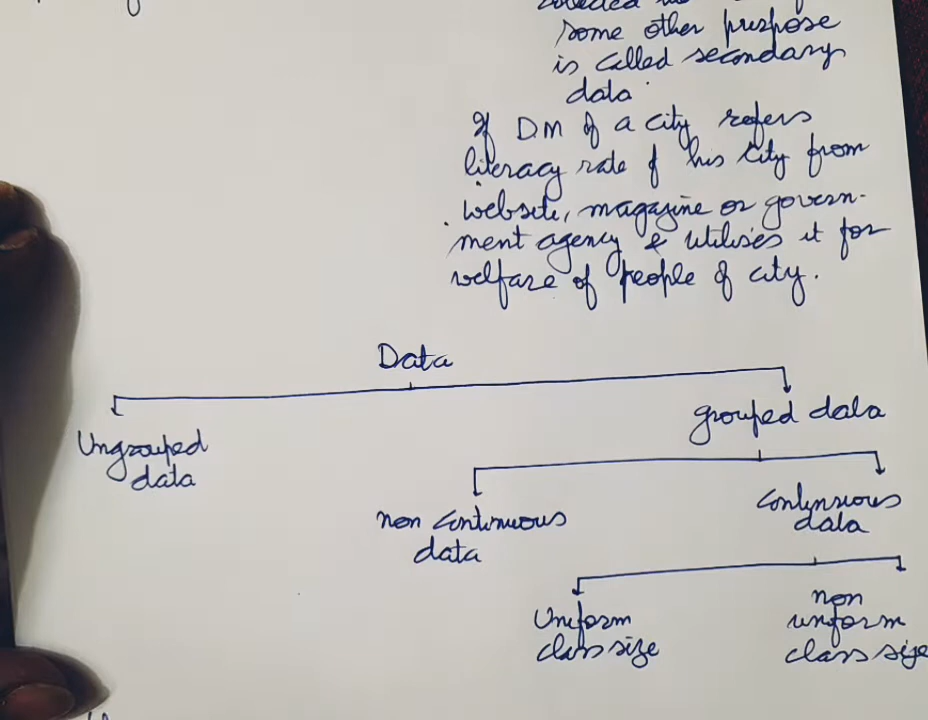 some other purpose
is called secondary
data
If D.M of a city refers
literacy rate of his city from
website, magazine or govern-
ment agency & utilises it for
welfare of people of city.
Data
Ungrouped
data
grouped data
non continuous
data
continuous
data
Uniform
class size
non
uniform
class size